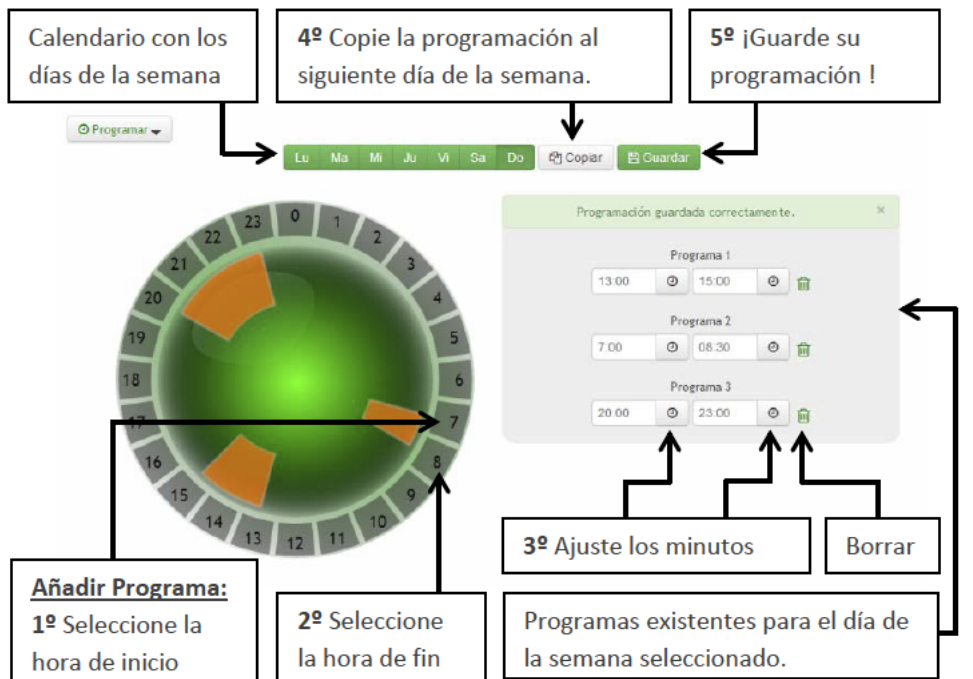 Calendario con los
días de la semana
4º Copie la programación al
siguiente día de la semana.
5º ¡Guarde su
programación !
Programar
Lu Ma Mi Ju Vi Sa Do
Copiar
Guardar
0
1
2
3
4
5
6
7
8
9
10
11
12
13
14
15
16
17
18
19
20
21
22
23
Programación guardada correctamente. ×
Programa 1
13:00 15:00
Programa 2
7:00 08:30
Programa 3
20:00 23:00
3º Ajuste los minutos
Borrar
Añadir Programa:
1º Seleccione la
hora de inicio
2º Seleccione
la hora de fin
Programas existentes para el día de
la semana seleccionado.